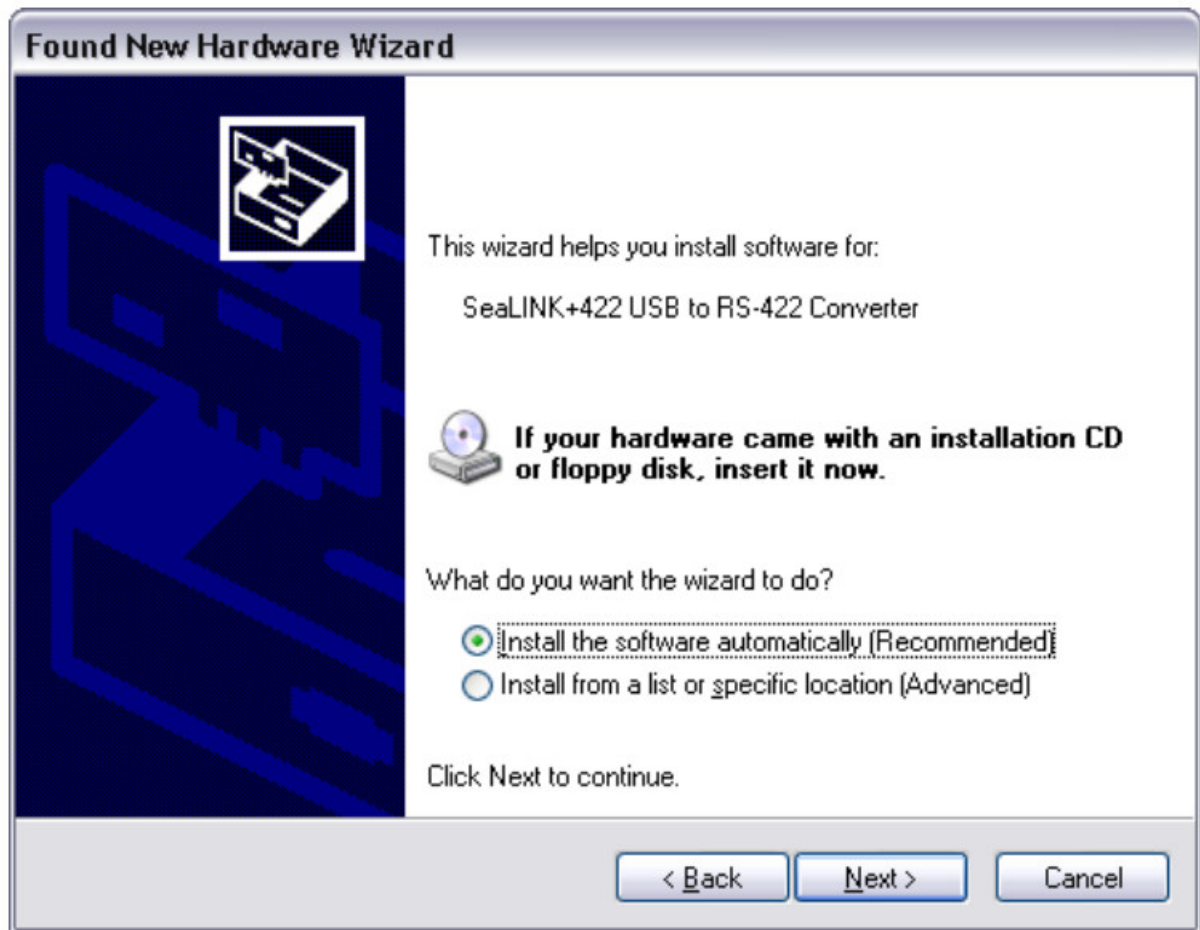 Found New Hardware Wizard
This wizard helps you install software for:
SeaLINK+422 USB to RS-422 Converter
If your hardware came with an installation CD
or floppy disk, insert it now.
What do you want the wizard to do?
Install the software automatically (Recommended)
Install from a list or specific location (Advanced)
Click Next to continue.
< Back Next > Cancel